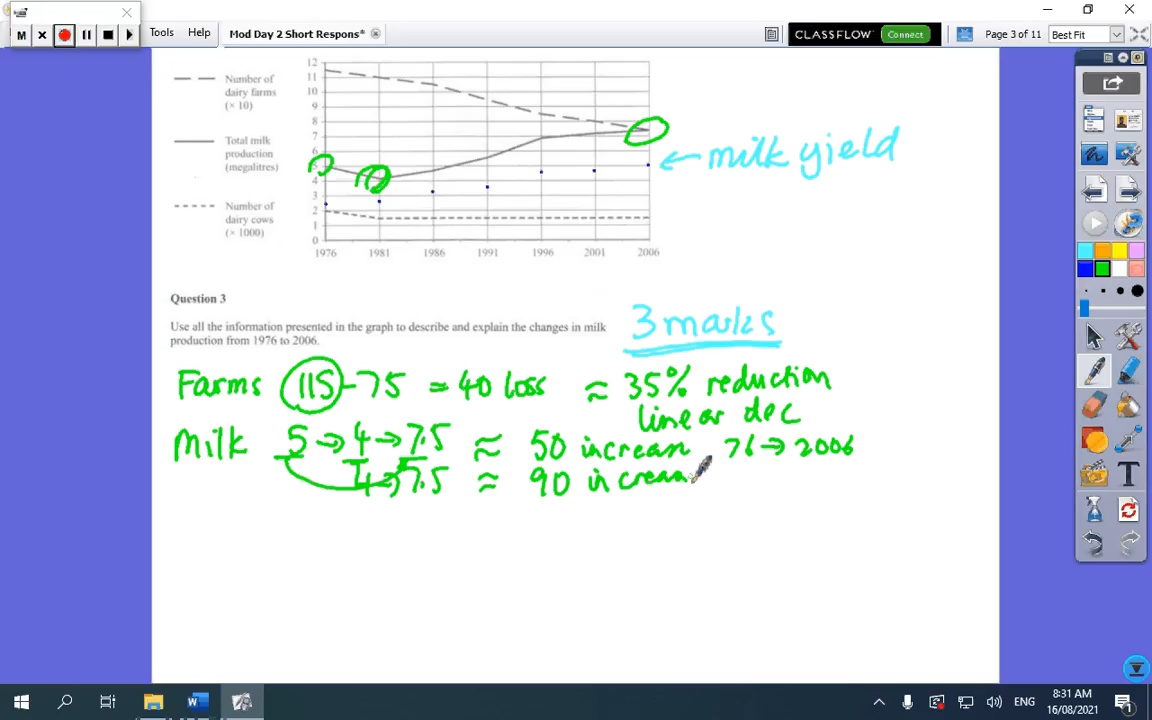 M
Tools Help Mod Day 2 Short Respons* CLASSFLOW Connect Page 3 of 11 Best Fit
12
11
10
9
8
7
6
5
4
3
2
1
0
1976 1981 1986 1991 1996 2001 2006
Number of
dairy farms
(× 10)
Total milk
production
(megalitres)
Number of
dairy cows
(× 1000)
← milk yield
Question 3
Use all the information presented in the graph to describe and explain the changes in milk
production from 1976 to 2006.
3 marks
Farms 115 - 75 = 40 loss ≈ 35% reduction
linear dec
Milk 5 → 4 → 7.5 ≈ 50 increase 76 → 2006
4 → 7.5 ≈ 90 increas
T
ENG
8:31 AM
16/08/2021
1